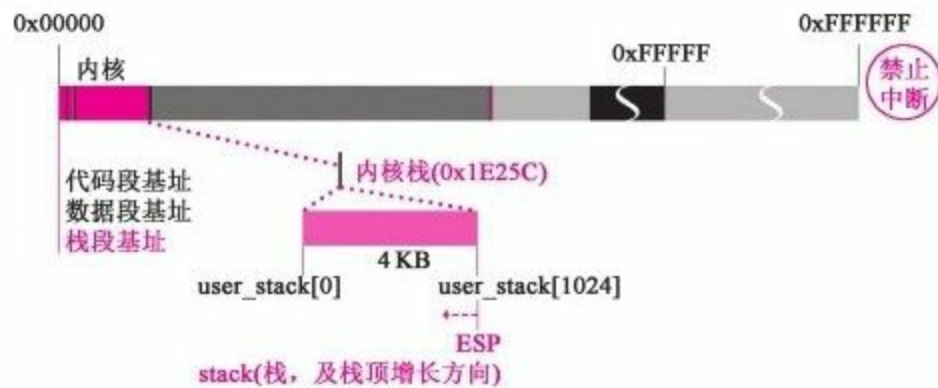 0x00000
0xFFFFFF
0xFFFFF
内核
禁止
中断
内核栈(0x1E25C)
代码段基址
数据段基址
栈段基址
4 KB
user_stack[0]
user_stack[1024]
ESP
stack(栈，及栈顶增长方向)